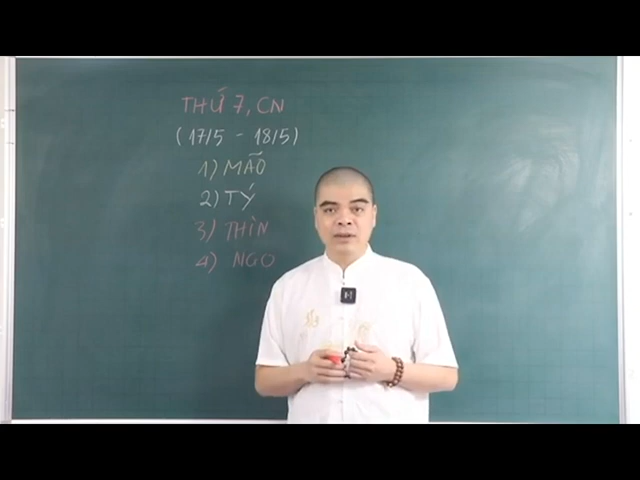 THỨ 7, CN
(17/5 - 18/5)
1) MÃO
2) TÝ
3) THÌN
4) NGỌ